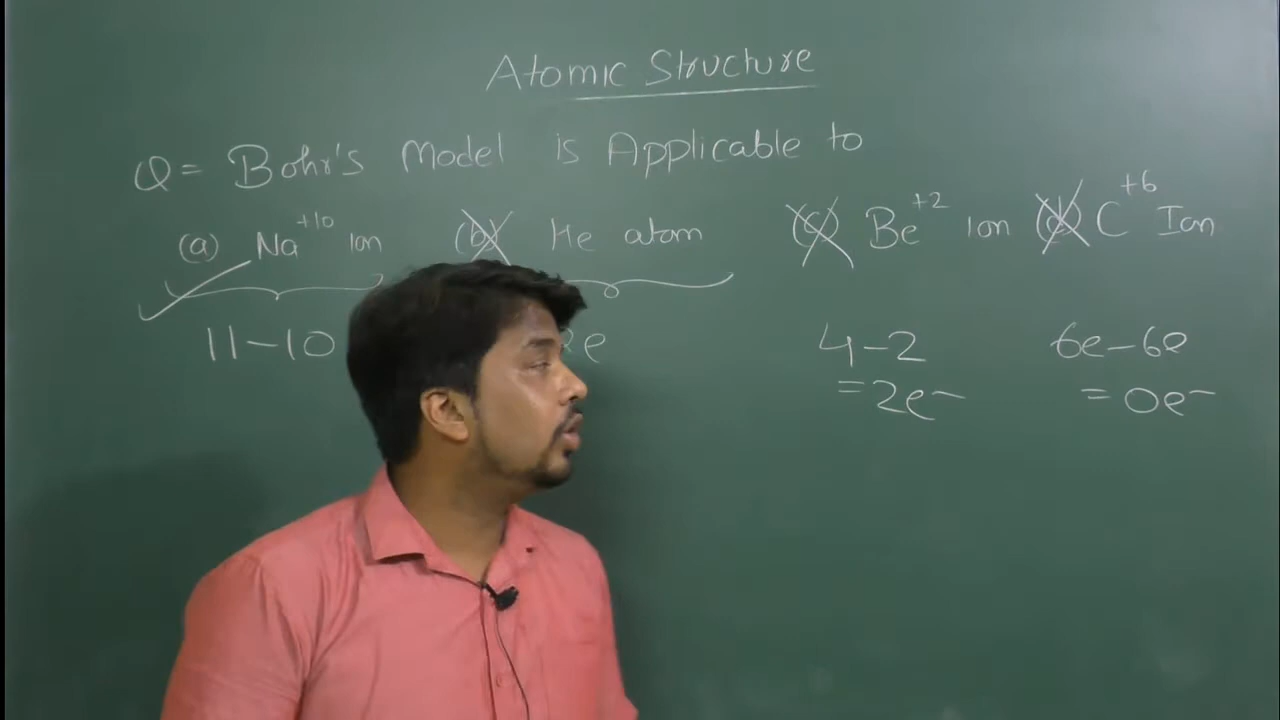 Atomic Structure
Q = Bohr's Model is Applicable to
(a) Na+10 Ion (b) He atom (c) Be+2 Ion (d) C+6 Ion
11-10 2e 4-2 6e-6e
=2e- =0e-